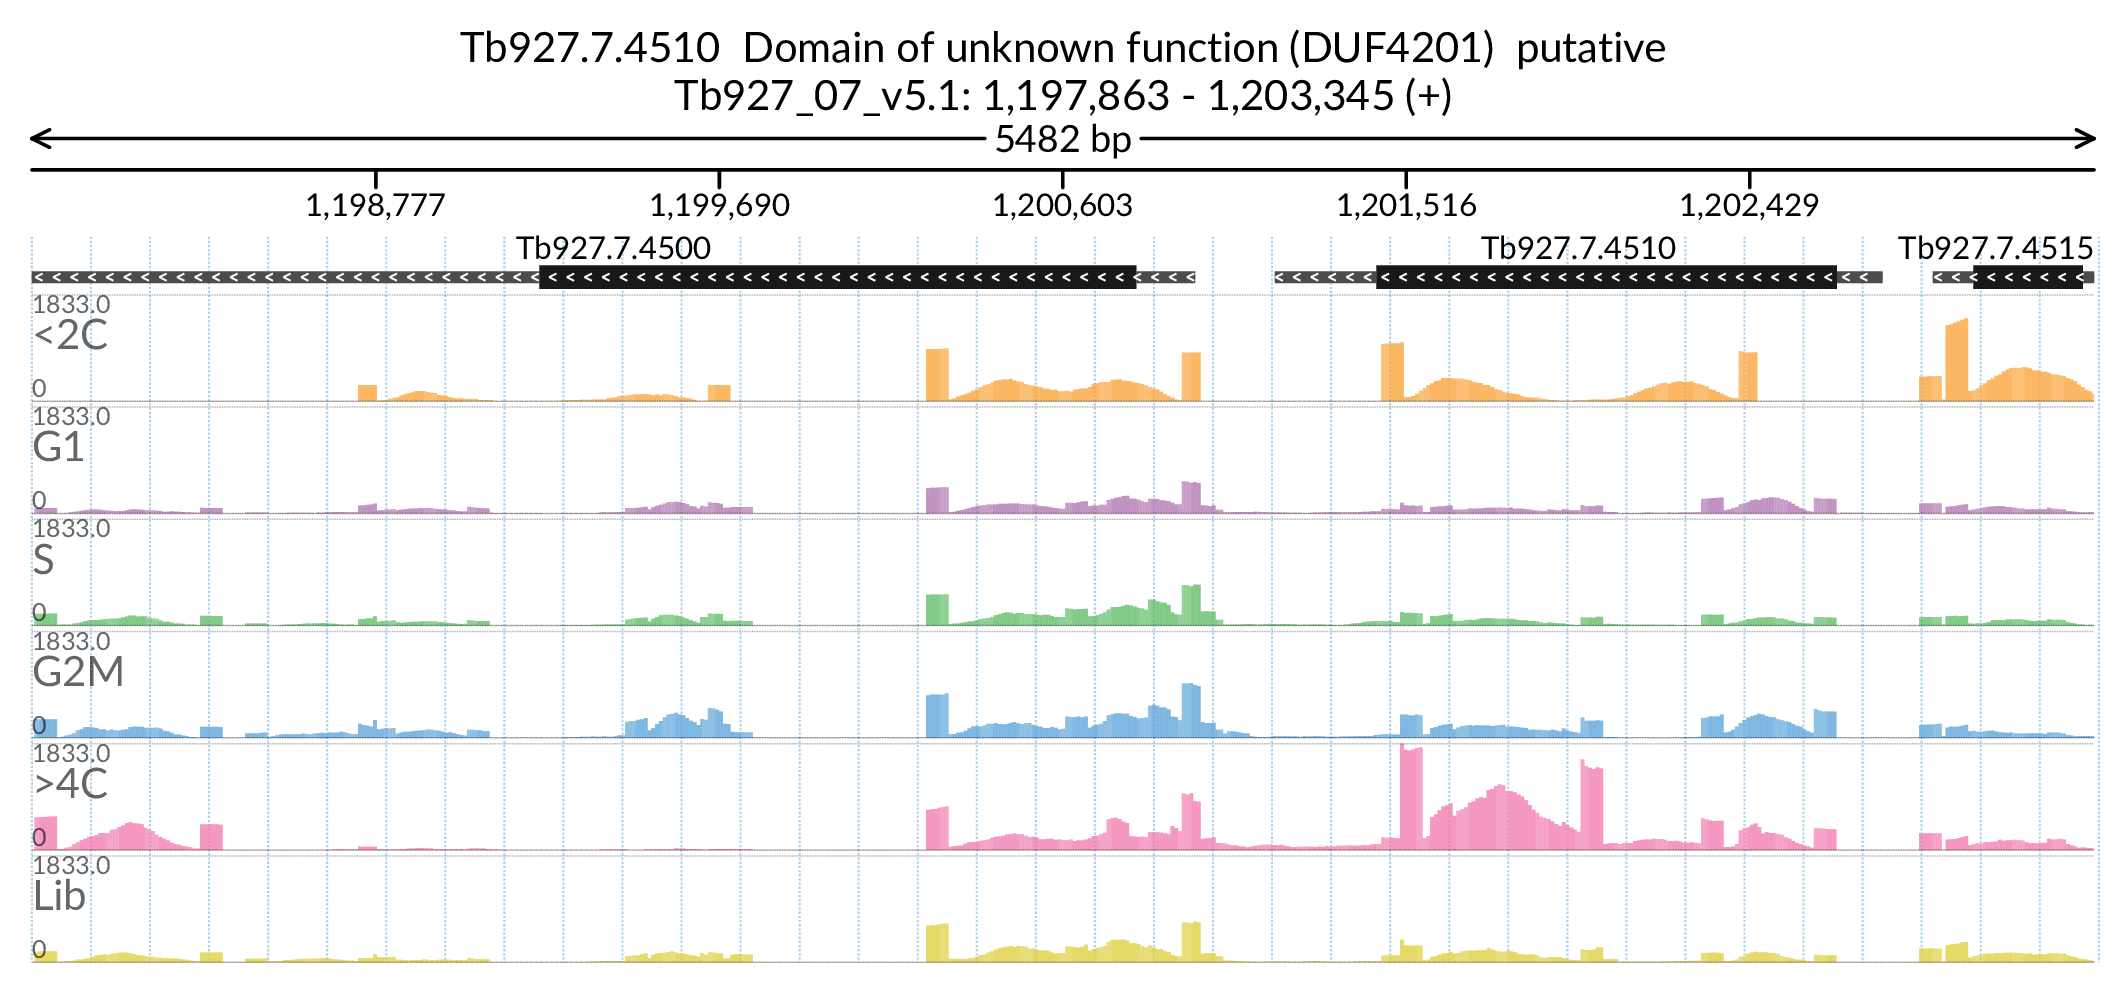 Tb927.7.4510  Domain of unknown function (DUF4201)  putative
Tb927_07_v5.1: 1,197,863 - 1,203,345 (+)
5482 bp
1,198,777 1,199,690 1,200,603 1,201,516 1,202,429
Tb927.7.4500 Tb927.7.4510 Tb927.7.4515
1833.0
<2C
0
1833.0
G1
0
1833.0
S
0
1833.0
G2M
0
1833.0
>4C
0
1833.0
Lib
0